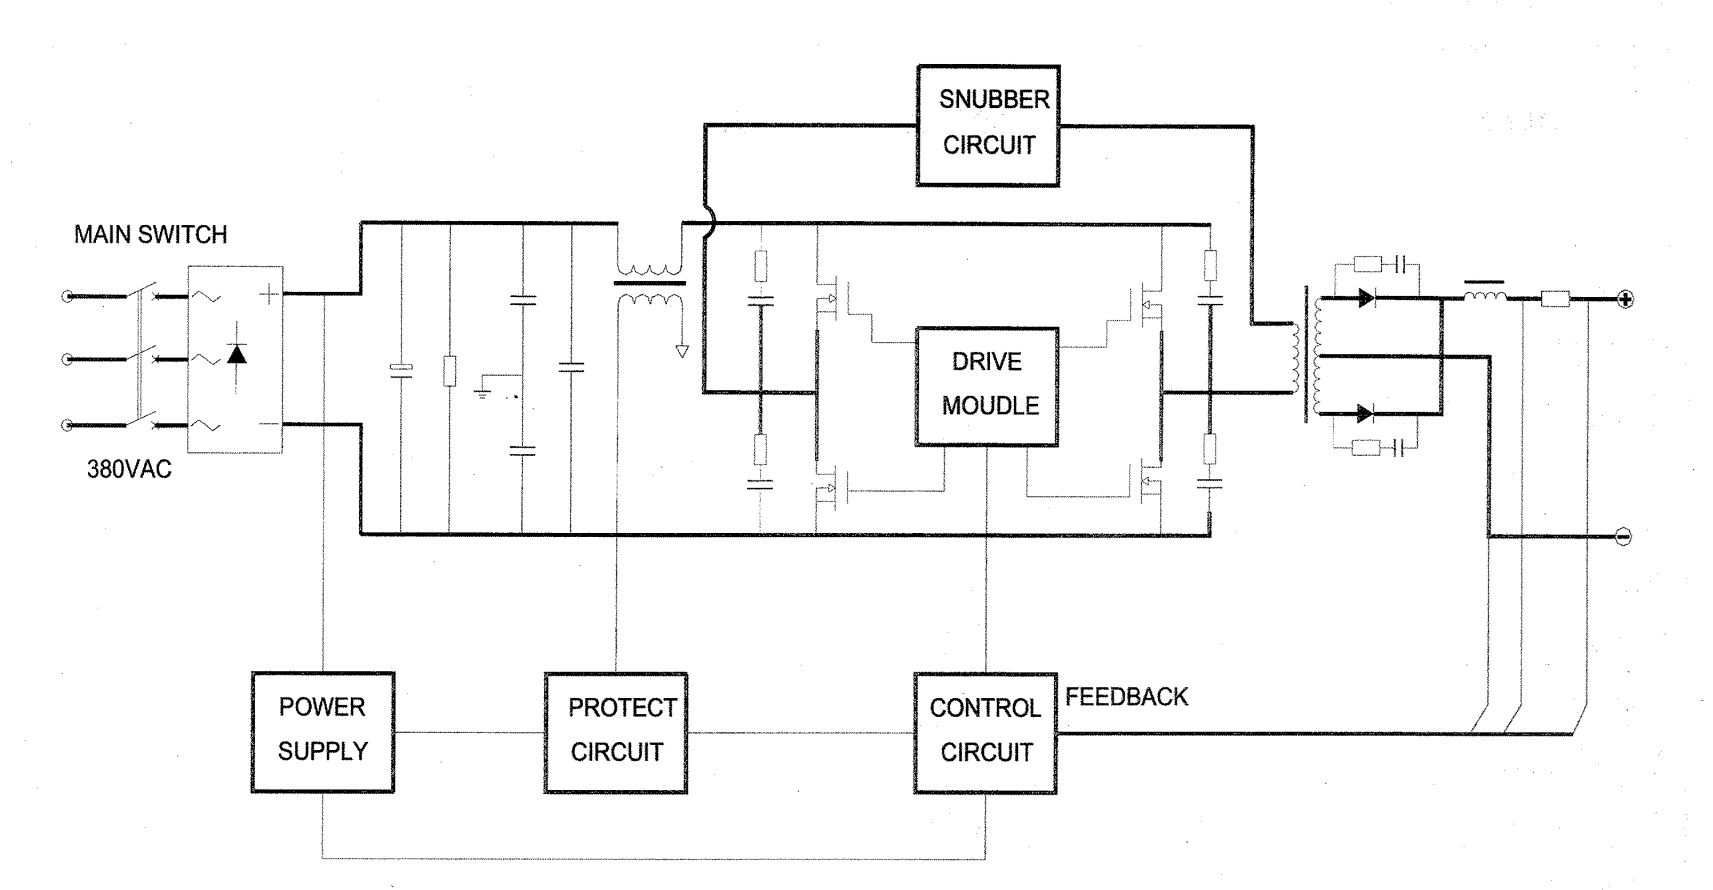 SNUBBER
CIRCUIT
MAIN SWITCH
380VAC
DRIVE
MOUDLE
POWER
SUPPLY
PROTECT
CIRCUIT
CONTROL
CIRCUIT
FEEDBACK